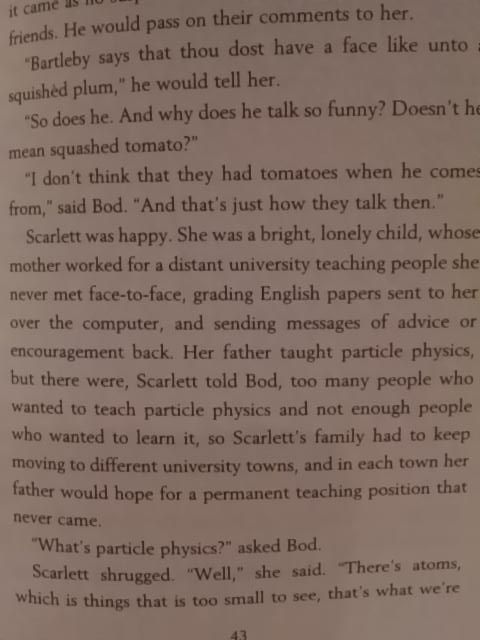 it came as no
friends. He would pass on their comments to her.
“Bartleby says that thou dost have a face like unto a
squishèd plum,” he would tell her.
“So does he. And why does he talk so funny? Doesn’t he
mean squashed tomato?”
“I don’t think that they had tomatoes when he comes
from,” said Bod. “And that’s just how they talk then.”
Scarlett was happy. She was a bright, lonely child, whose
mother worked for a distant university teaching people she
never met face-to-face, grading English papers sent to her
over the computer, and sending messages of advice or
encouragement back. Her father taught particle physics,
but there were, Scarlett told Bod, too many people who
wanted to teach particle physics and not enough people
who wanted to learn it, so Scarlett’s family had to keep
moving to different university towns, and in each town her
father would hope for a permanent teaching position that
never came.
“What’s particle physics?” asked Bod.
Scarlett shrugged. “Well,” she said. “There’s atoms,
which is things that is too small to see, that’s what we’re
43